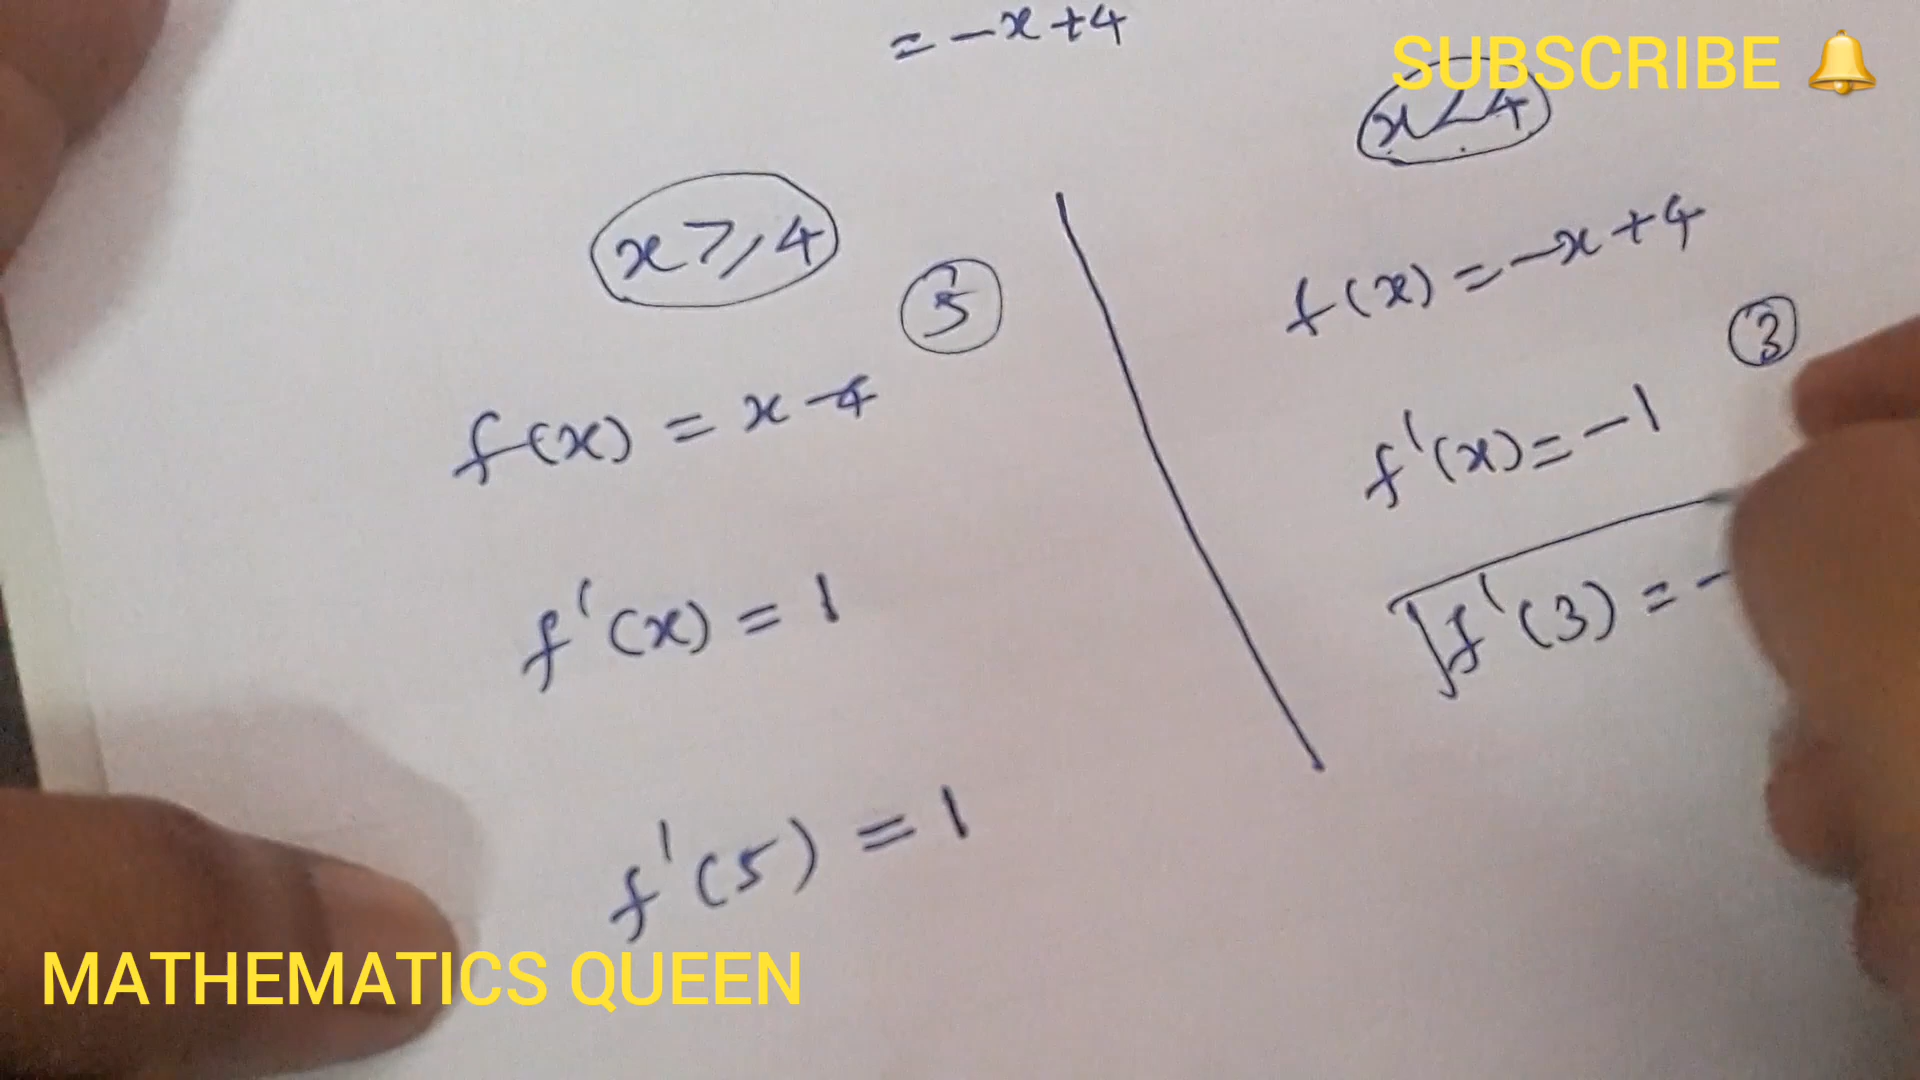 = -x+4
SUBSCRIBE 🔔
x<4
x≥4
5
f(x) = x-4
f'(x) = 1
f'(5) = 1
f(x) = -x+4
3
f'(x) = -1
f'(3) = -
MATHEMATICS QUEEN